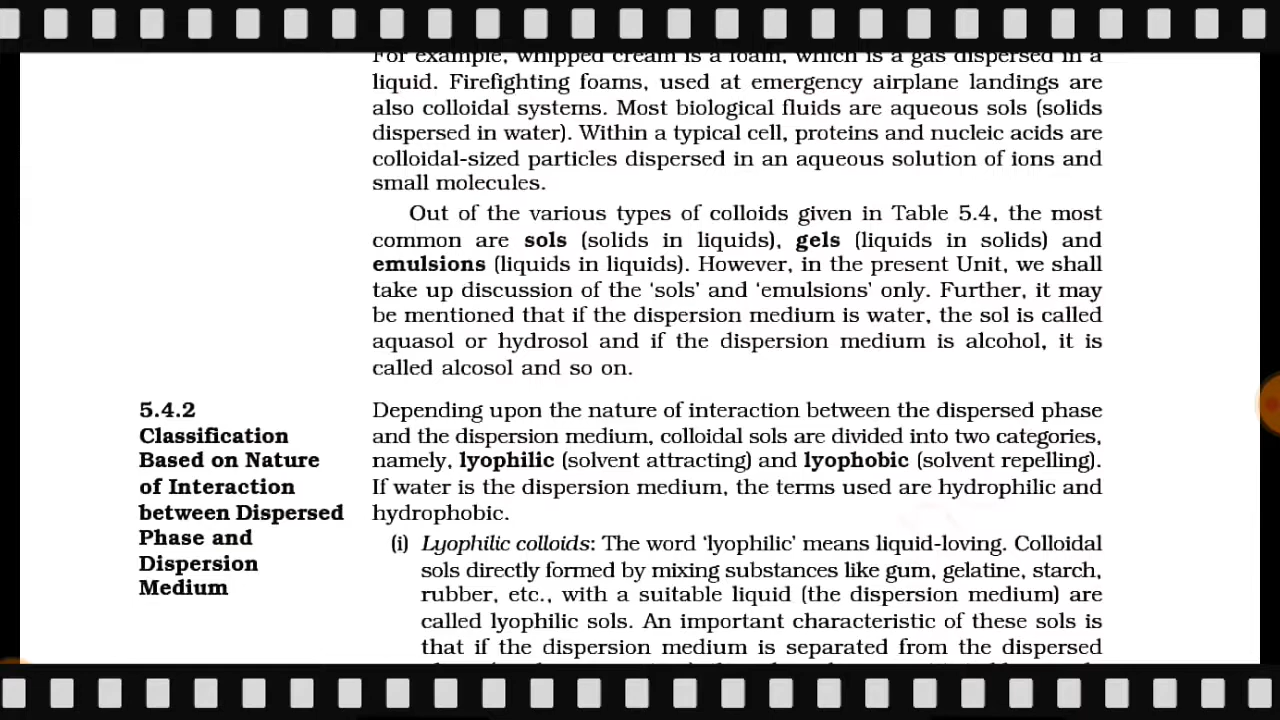 For example, whipped cream is a foam, which is a gas dispersed in a
liquid. Firefighting foams, used at emergency airplane landings are
also colloidal systems. Most biological fluids are aqueous sols (solids
dispersed in water). Within a typical cell, proteins and nucleic acids are
colloidal-sized particles dispersed in an aqueous solution of ions and
small molecules.
Out of the various types of colloids given in Table 5.4, the most
common are sols (solids in liquids), gels (liquids in solids) and
emulsions (liquids in liquids). However, in the present Unit, we shall
take up discussion of the ‘sols’ and ‘emulsions’ only. Further, it may
be mentioned that if the dispersion medium is water, the sol is called
aquasol or hydrosol and if the dispersion medium is alcohol, it is
called alcosol and so on.
5.4.2
Classification
Based on Nature
of Interaction
between Dispersed
Phase and
Dispersion
Medium
Depending upon the nature of interaction between the dispersed phase
and the dispersion medium, colloidal sols are divided into two categories,
namely, lyophilic (solvent attracting) and lyophobic (solvent repelling).
If water is the dispersion medium, the terms used are hydrophilic and
hydrophobic.
(i) Lyophilic colloids: The word ‘lyophilic’ means liquid-loving. Colloidal
sols directly formed by mixing substances like gum, gelatine, starch,
rubber, etc., with a suitable liquid (the dispersion medium) are
called lyophilic sols. An important characteristic of these sols is
that if the dispersion medium is separated from the dispersed